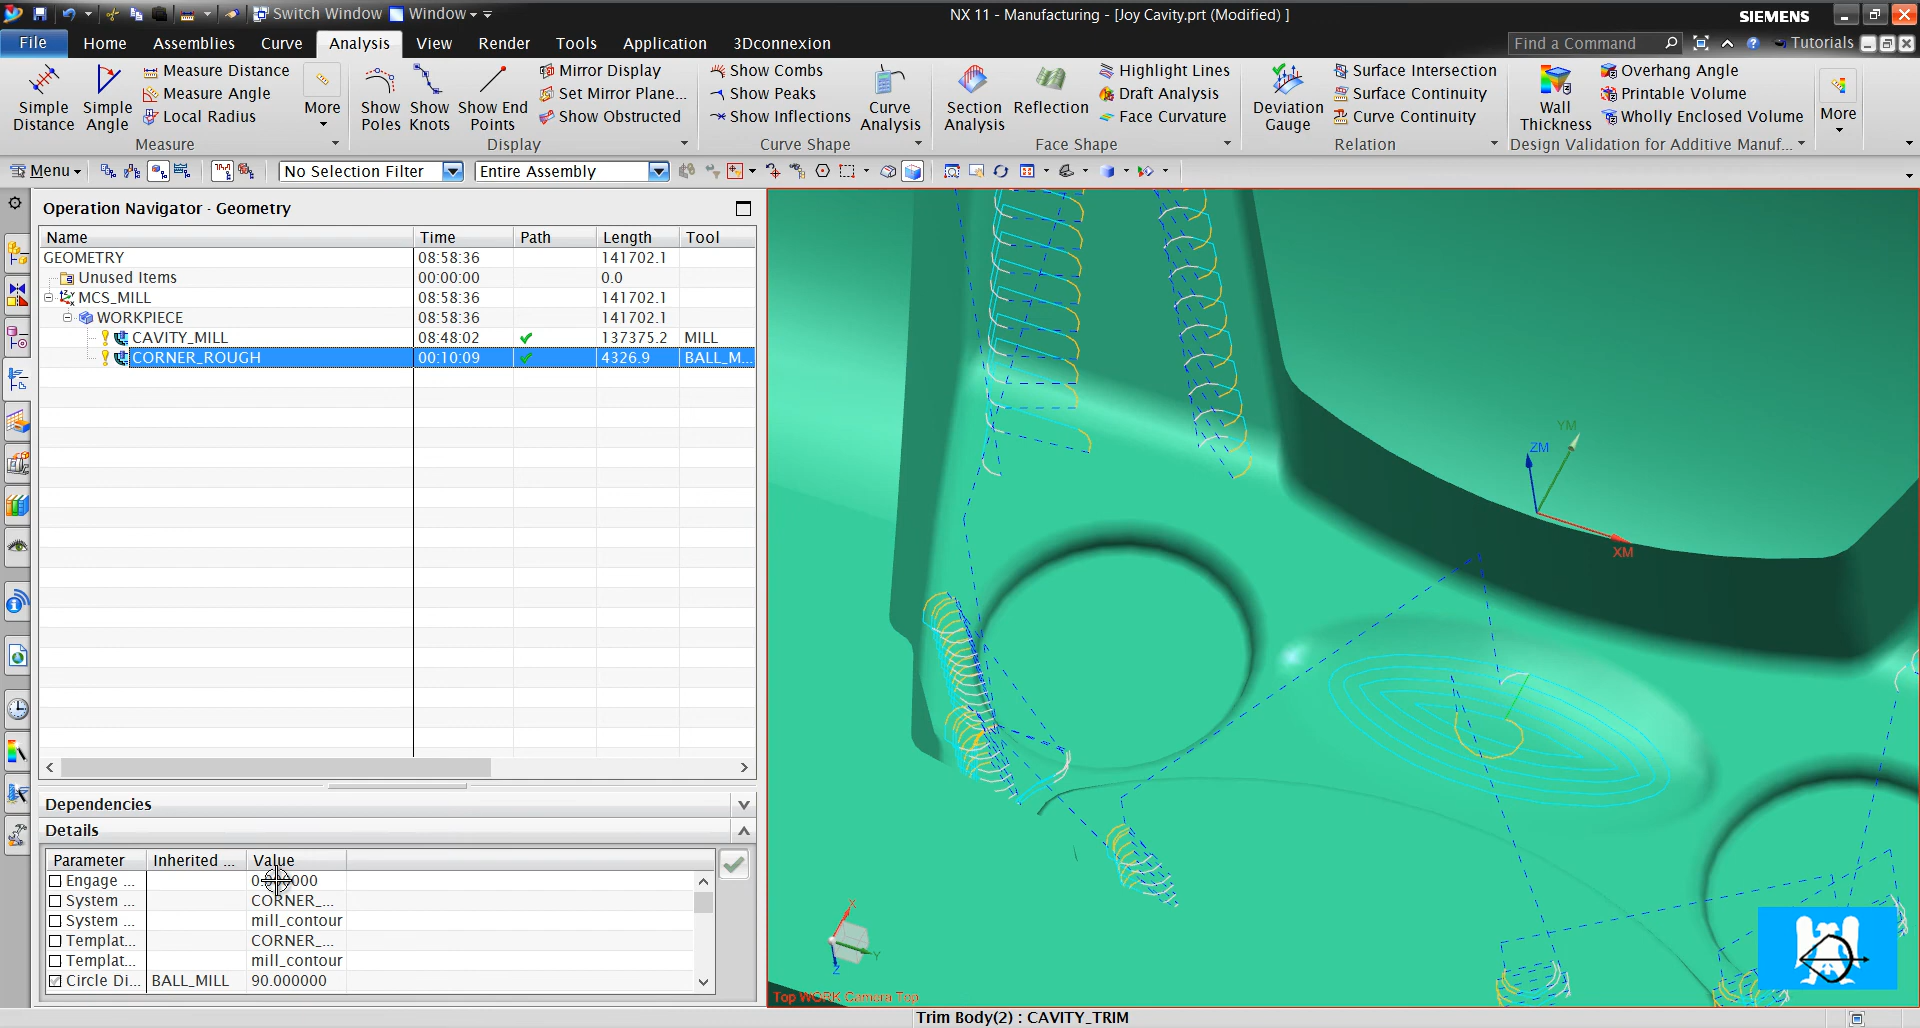 Switch Window Window
NX 11 - Manufacturing - [Joy Cavity.prt (Modified) ]
SIEMENS
File Home Assemblies Curve Analysis View Render Tools Application 3Dconnexion
Find a Command Tutorials
Simple Distance
Simple Angle
Measure Distance
Measure Angle
Local Radius
More
Measure
Show Poles
Show Knots
Show End Points
Mirror Display
Set Mirror Plane...
Show Obstructed
Display
Show Combs
Show Peaks
Show Inflections
Curve Analysis
Curve Shape
Section Analysis
Reflection
Highlight Lines
Draft Analysis
Face Curvature
Face Shape
Deviation Gauge
Surface Intersection
Surface Continuity
Curve Continuity
Relation
Wall Thickness
Overhang Angle
Printable Volume
Wholly Enclosed Volume
More
Design Validation for Additive Manuf...
Menu No Selection Filter Entire Assembly
Operation Navigator - Geometry
Name Time Path Length Tool
GEOMETRY 08:58:36 141702.1
Unused Items 00:00:00 0.0
MCS_MILL 08:58:36 141702.1
WORKPIECE 08:58:36 141702.1
CAVITY_MILL 08:48:02 137375.2 MILL
CORNER_ROUGH 00:10:09 4326.9 BALL_M...
Dependencies
Details
Parameter Inherited ... Value
Engage ...
System ... CORNER_...
System ... mill_contour
Templat... CORNER_...
Templat... mill_contour
Circle Di... BALL_MILL 90.000000
YM
ZM
XM
X
Y
Z
Top WORK Camera Top
Trim Body(2) : CAVITY_TRIM